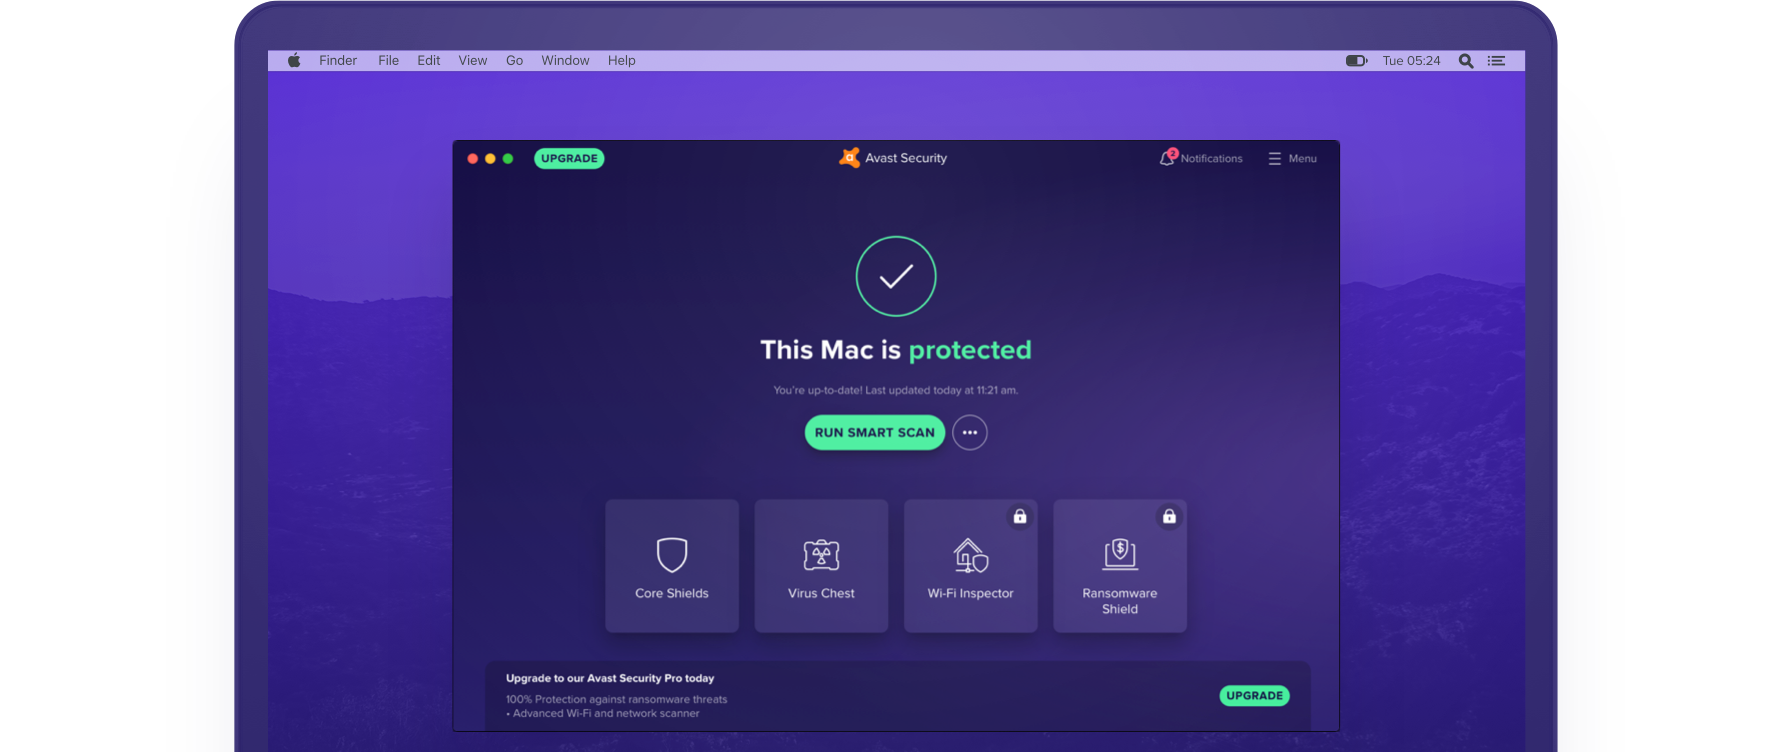 Finder File Edit View Go Window Help Tue 05:24
UPGRADE Avast Security 2 Notifications Menu
This Mac is protected
You're up-to-date! Last updated today at 11:21 am.
RUN SMART SCAN
Core Shields
Virus Chest
Wi-Fi Inspector
Ransomware
Shield
Upgrade to our Avast Security Pro today
100% Protection against ransomware threats
• Advanced Wi-Fi and network scanner
UPGRADE